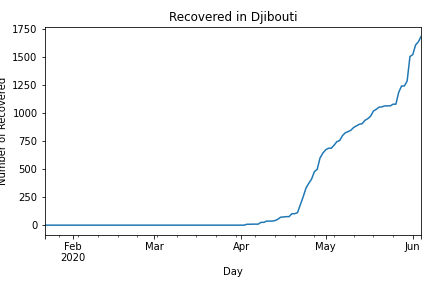 Recovered in Djibouti
Number of Recovered
1750
1500
1250
1000
750
500
250
0
Feb
2020
Mar
Apr
May
Jun
Day